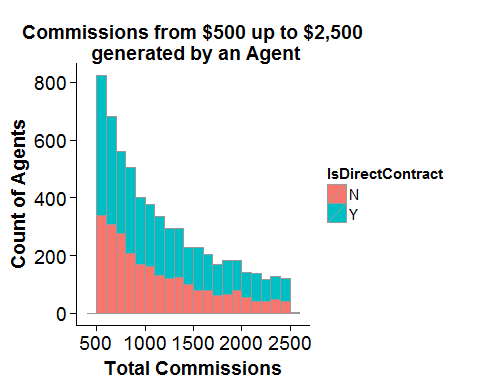 Commissions from $500 up to $2,500
generated by an Agent
Count of Agents
800
600
400
200
0
500 1000 1500 2000 2500
Total Commissions
IsDirectContract
N
Y